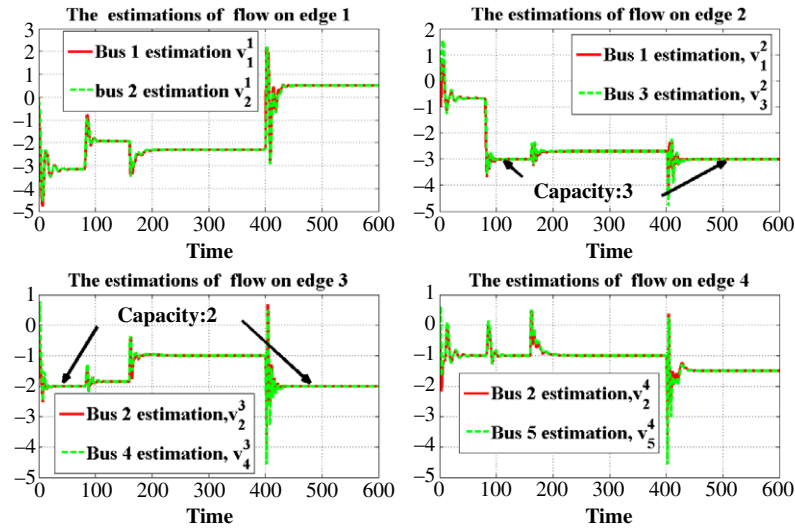 The estimations of flow on edge 1
3
2
1
0
−1
−2
−3
−4
−5
0 100 200 300 400 500 600
Time
Bus 1 estimation v₁¹
bus 2 estimation v₂¹
The estimations of flow on edge 2
2
1
0
−1
−2
−3
−4
−5
0 100 200 300 400 500 600
Time
Bus 1 estimation, v₁²
Bus 3 estimation, v₃²
Capacity:3
The estimations of flow on edge 3
1
0
−1
−2
−3
−4
−5
0 100 200 300 400 500 600
Time
Capacity:2
Bus 2 estimation,v₂³
Bus 4 estimation, v₄³
The estimations of flow on edge 4
1
0
−1
−2
−3
−4
−5
0 100 200 300 400 500 600
Time
Bus 2 estimation,v₂⁴
Bus 5 estimation, v₅⁴